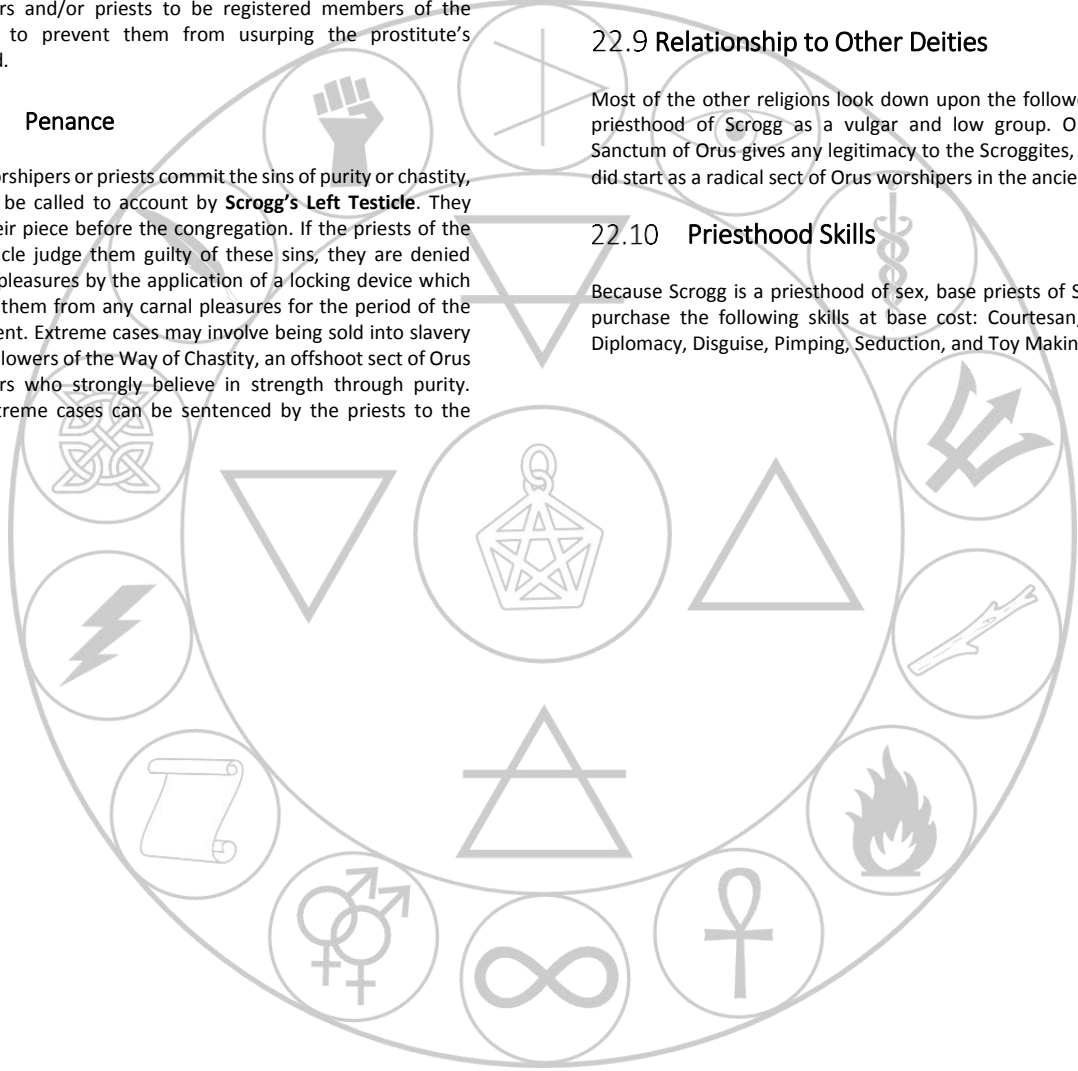 rs and/or priests to be registered members of the
to prevent them from usurping the prostitute's
d.
Penance
rshipers or priests commit the sins of purity or chastity,
be called to account by Scrogg's Left Testicle. They
eir piece before the congregation. If the priests of the
cle judge them guilty of these sins, they are denied
pleasures by the application of a locking device which
them from any carnal pleasures for the period of the
ent. Extreme cases may involve being sold into slavery
llowers of the Way of Chastity, an offshoot sect of Orus
rs who strongly believe in strength through purity.
treme cases can be sentenced by the priests to the
22.9 Relationship to Other Deities
Most of the other religions look down upon the followe
priesthood of Scrogg as a vulgar and low group. O
Sanctum of Orus gives any legitimacy to the Scroggites,
did start as a radical sect of Orus worshipers in the ancie
22.10 Priesthood Skills
Because Scrogg is a priesthood of sex, base priests of S
purchase the following skills at base cost: Courtesan,
Diplomacy, Disguise, Pimping, Seduction, and Toy Makin